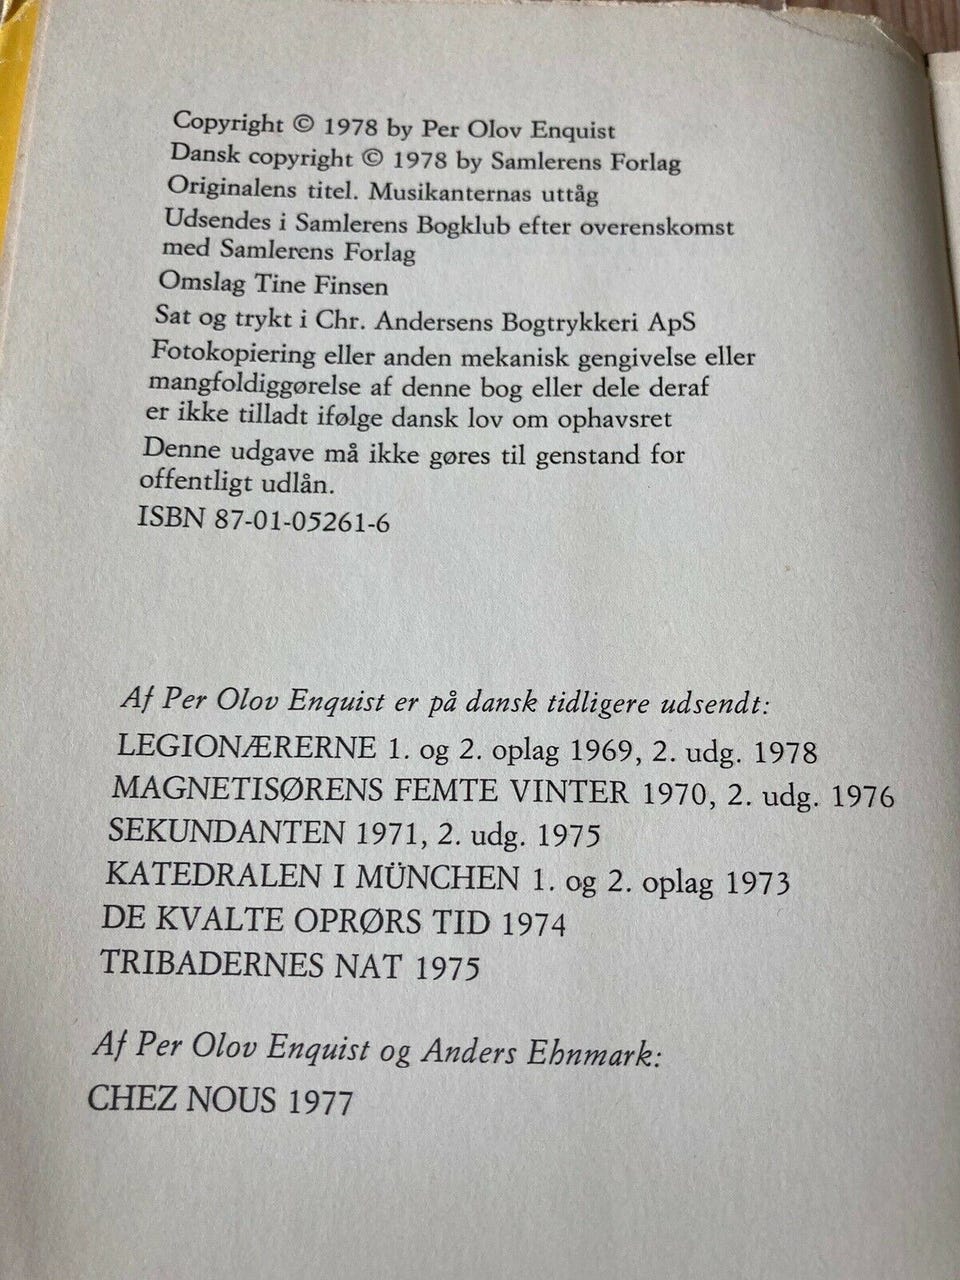 Copyright © 1978 by Per Olov Enquist
Dansk copyright © 1978 by Samlerens Forlag
Originalens titel. Musikanternas uttåg
Udsendes i Samlerens Bogklub efter overenskomst
med Samlerens Forlag
Omslag Tine Finsen
Sat og trykt i Chr. Andersens Bogtrykkeri ApS
Fotokopiering eller anden mekanisk gengivelse eller
mangfoldiggørelse af denne bog eller dele deraf
er ikke tilladt ifølge dansk lov om ophavsret
Denne udgave må ikke gøres til genstand for
offentligt udlån.
ISBN 87-01-05261-6
Af Per Olov Enquist er på dansk tidligere udsendt:
LEGIONÆRERNE 1. og 2. oplag 1969, 2. udg. 1978
MAGNETISØRENS FEMTE VINTER 1970, 2. udg. 1976
SEKUNDANTEN 1971, 2. udg. 1975
KATEDRALEN I MÜNCHEN 1. og 2. oplag 1973
DE KVALTE OPRØRS TID 1974
TRIBADERNES NAT 1975
Af Per Olov Enquist og Anders Ehnmark:
CHEZ NOUS 1977